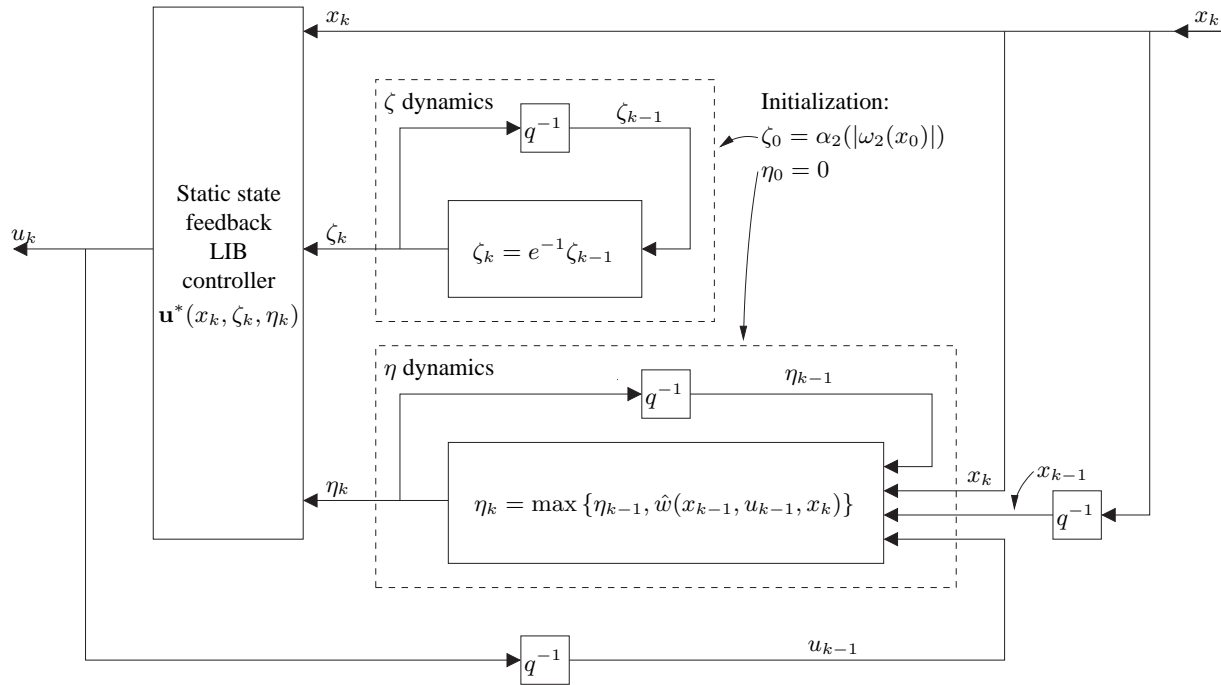 x_k
x_k
ζ dynamics
q^{-1}
ζ_{k-1}
Initialization:
ζ_0 = α_2(|ω_2(x_0)|)
η_0 = 0
Static state
feedback
LIB
controller
𝐮^*(x_k, ζ_k, η_k)
u_k
ζ_k
ζ_k = e^{-1}ζ_{k-1}
η dynamics
q^{-1}
η_{k-1}
η_k
η_k = max {η_{k-1}, ŵ(x_{k-1}, u_{k-1}, x_k)}
x_k
x_{k-1}
q^{-1}
q^{-1}
u_{k-1}